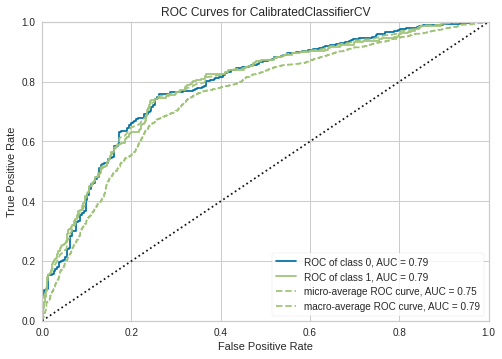 ROC Curves for CalibratedClassifierCV
True Positive Rate
1.0
0.8
0.6
0.4
0.2
0.0
ROC of class 0, AUC = 0.79
ROC of class 1, AUC = 0.79
micro-average ROC curve, AUC = 0.75
macro-average ROC curve, AUC = 0.79
0.0 0.2 0.4 0.6 0.8 1.0
False Positive Rate